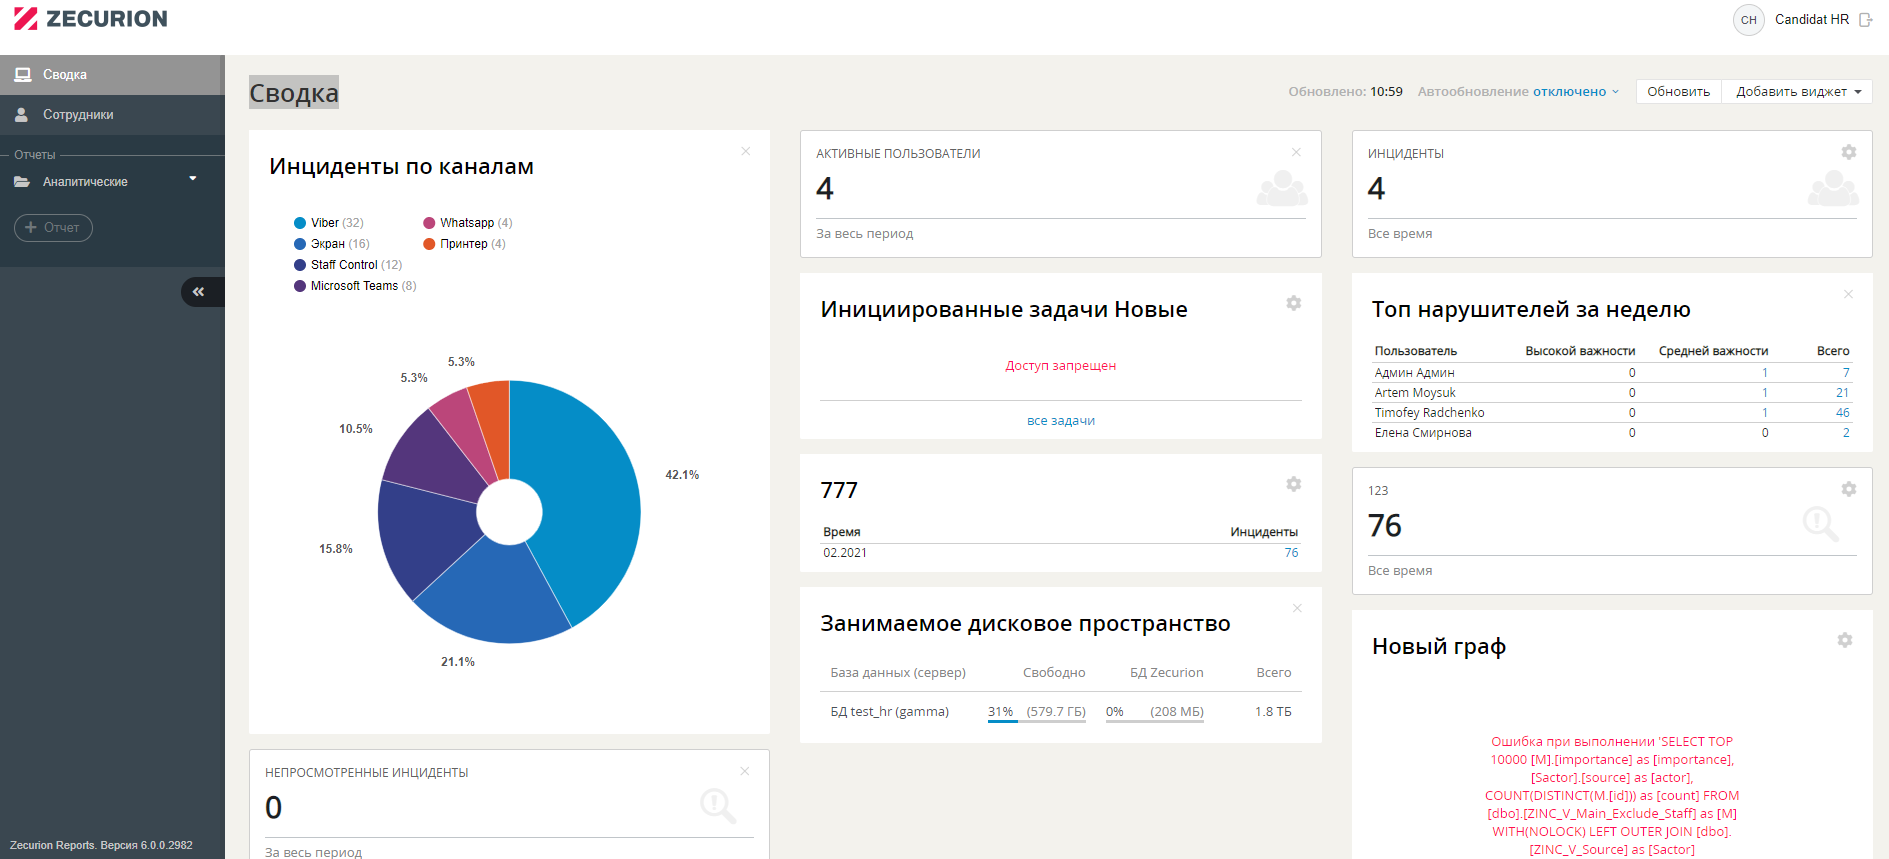 ZECURION
CH
Candidat HR
Сводка
Сотрудники
Отчеты
Аналитические
Отчет
Zecurion Reports. Версия 6.0.0.2982
Сводка
Обновлено: 10:59 Автообновление отключено
Обновить
Добавить виджет
Инциденты по каналам
Viber (32)
Экран (16)
Staff Control (12)
Microsoft Teams (8)
Whatsapp (4)
Принтер (4)
5.3%
5.3%
10.5%
42.1%
15.8%
21.1%
НЕПРОСМОТРЕННЫЕ ИНЦИДЕНТЫ
0
За весь период
АКТИВНЫЕ ПОЛЬЗОВАТЕЛИ
4
За весь период
Инициированные задачи Новые
Доступ запрещен
все задачи
777
Время Инциденты
02.2021 76
Занимаемое дисковое пространство
База данных (сервер) Свободно БД Zecurion Всего
БД test_hr (gamma) 31% (579.7 ГБ) 0% (208 МБ) 1.8 ТБ
ИНЦИДЕНТЫ
4
Все время
Топ нарушителей за неделю
Пользователь Высокой важности Средней важности Всего
Админ Админ 0 1 7
Artem Moysuk 0 1 21
Timofey Radchenko 0 1 46
Елена Смирнова 0 0 2
123
76
Все время
Новый граф
Ошибка при выполнении 'SELECT TOP
10000 [M].[importance] as [importance],
[Sactor].[source] as [actor],
COUNT(DISTINCT(M.[id])) as [count] FROM
[dbo].[ZINC_V_Main_Exclude_Staff] as [M]
WITH(NOLOCK) LEFT OUTER JOIN [dbo].
[ZINC_V_Source] as [Sactor]